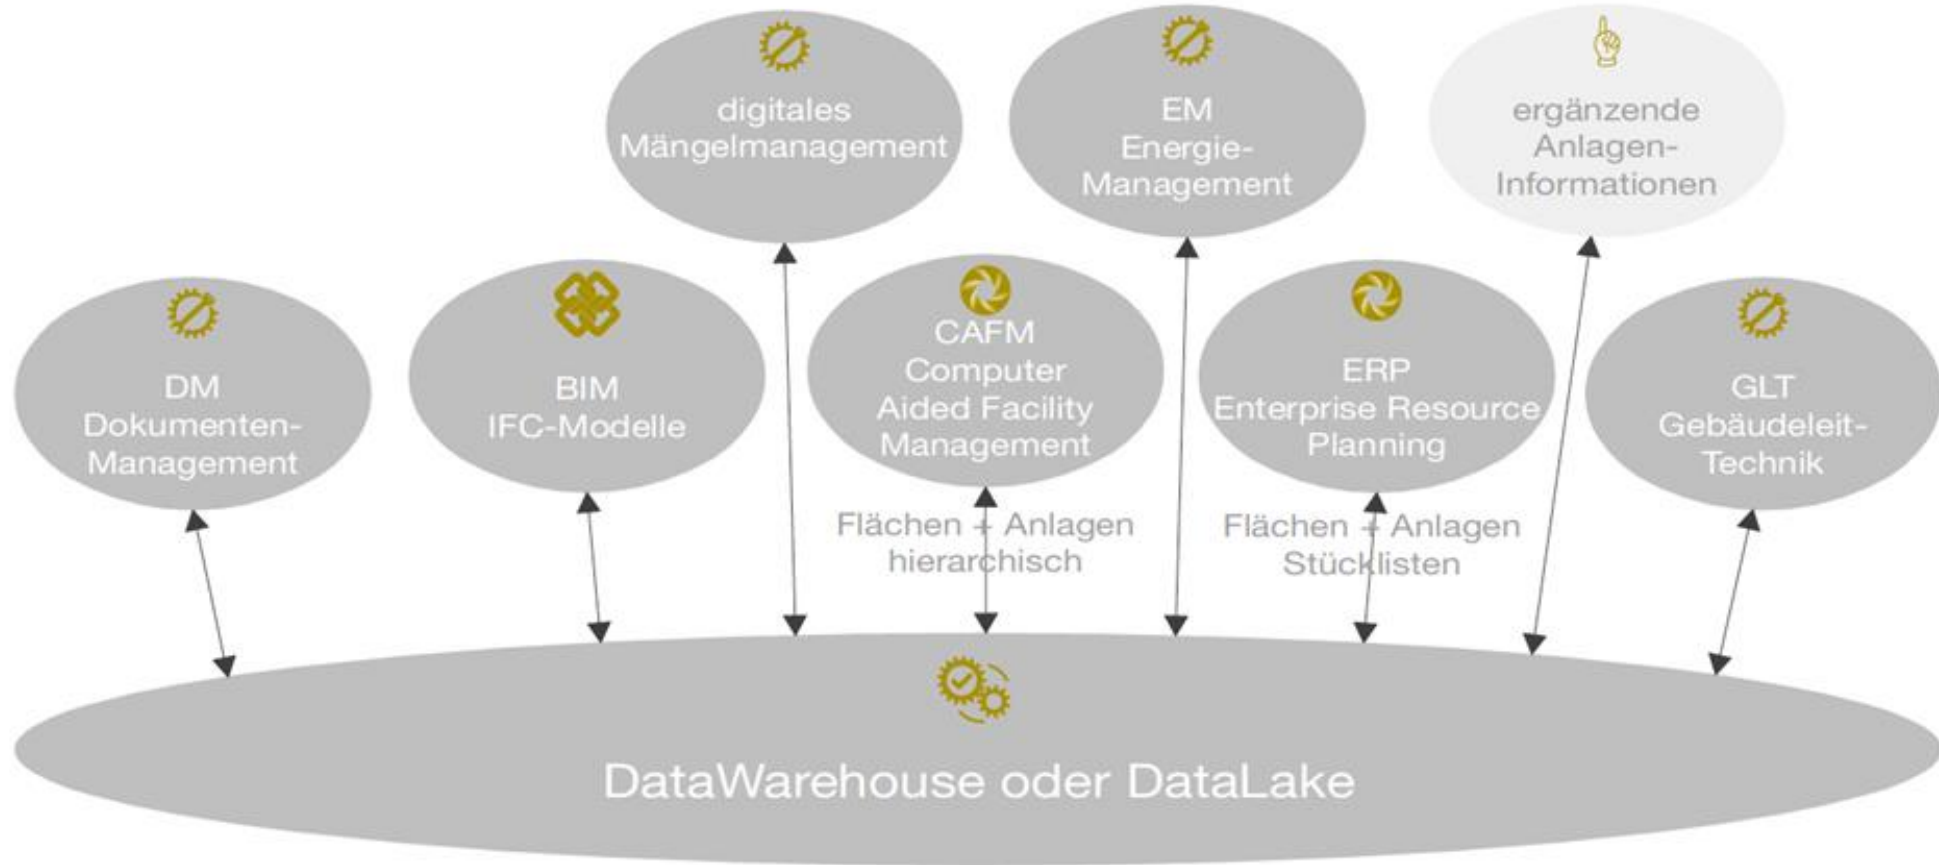 digitales
Mängelmanagement
EM
Energie-
Management
ergänzende
Anlagen-
Informationen
DM
Dokumenten-
Management
BIM
IFC-Modelle
CAFM
Computer
Aided Facility
Management
ERP
Enterprise Resource
Planning
GLT
Gebäudeleit-
Technik
Flächen + Anlagen
hierarchisch
Flächen + Anlagen
Stücklisten
DataWarehouse oder DataLake